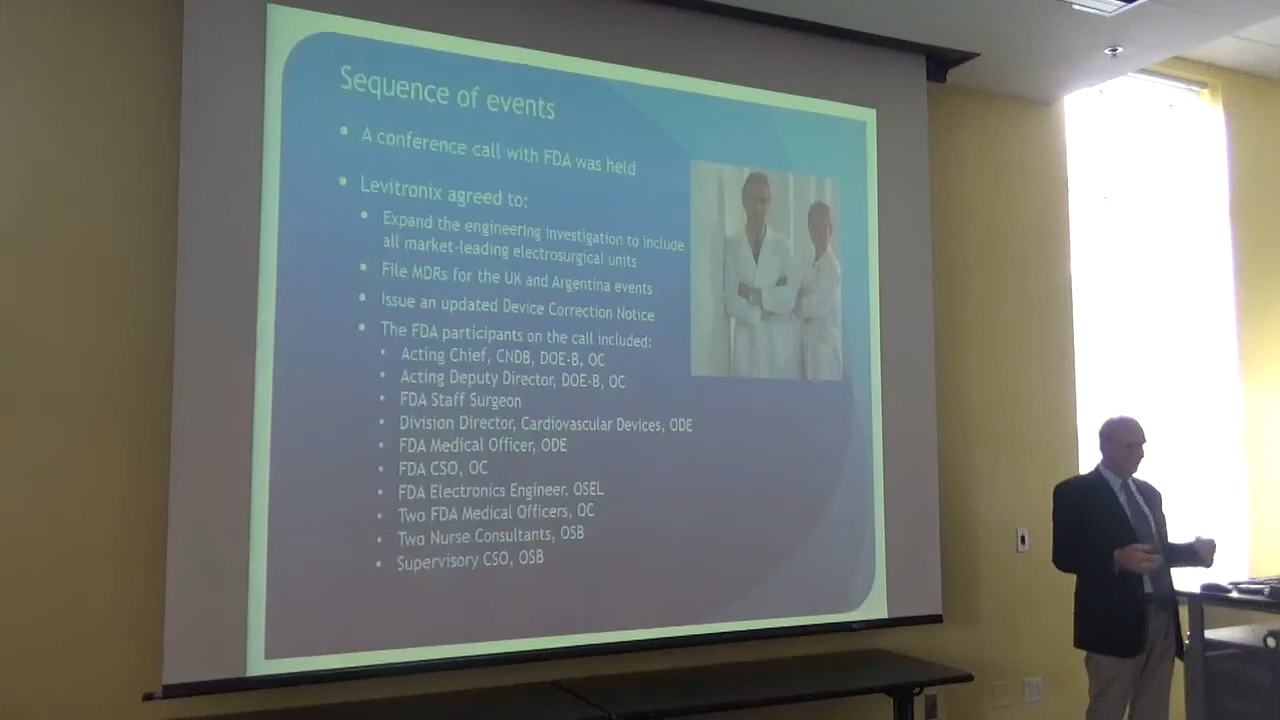 Sequence of events
• A conference call with FDA was held
• Levitronix agreed to:
• Expand the engineering investigation to include
all market-leading electrosurgical units
• File MDRs for the UK and Argentina events
• Issue an updated Device Correction Notice
• The FDA participants on the call included:
• Acting Chief, CNDB, DOE-B, OC
• Acting Deputy Director, DOE-B, OC
• FDA Staff Surgeon
• Division Director, Cardiovascular Devices, ODE
• FDA Medical Officer, ODE
• FDA CSO, OC
• FDA Electronics Engineer, OSEL
• Two FDA Medical Officers, OC
• Two Nurse Consultants, OSB
• Supervisory CSO, OSB